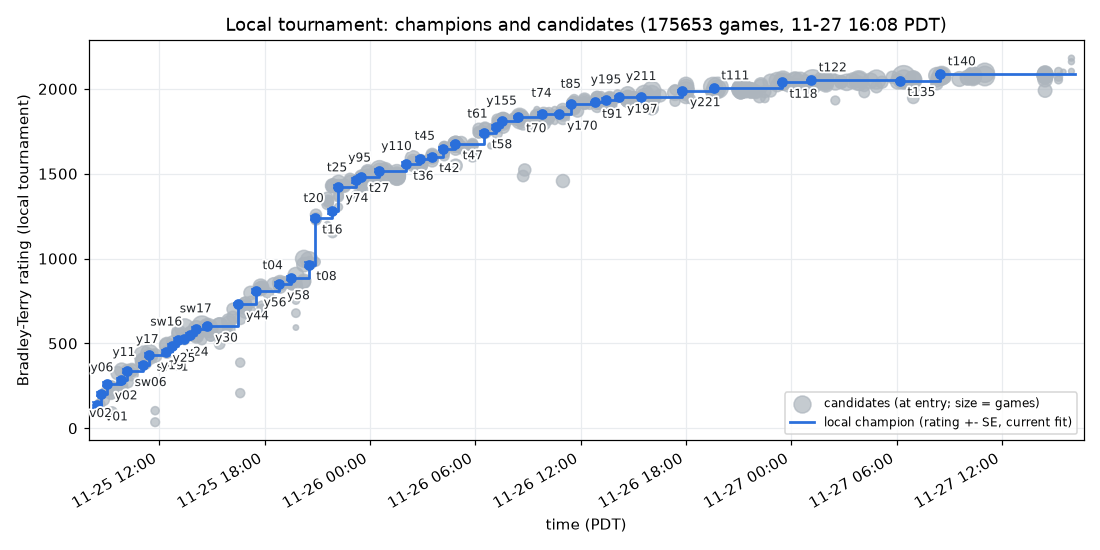 Local tournament: champions and candidates (175653 games, 11-27 16:08 PDT)
Bradley-Terry rating (local tournament)
2000
1500
1000
500
0
v02
y01
y06
y02
y11
sw06
y17
y25
y24
sw16
sw17
y30
y44
y56
t04
y58
t08
t20
t16
t25
y74
y95
t27
y110
t36
t45
t42
t47
t61
t58
y155
t70
t74
y170
t85
t91
y195
y197
y211
y221
t111
t118
t122
t135
t140
candidates (at entry; size = games)
local champion (rating +- SE, current fit)
11-25 12:00
11-25 18:00
11-26 00:00
11-26 06:00
11-26 12:00
11-26 18:00
11-27 00:00
11-27 06:00
11-27 12:00
time (PDT)